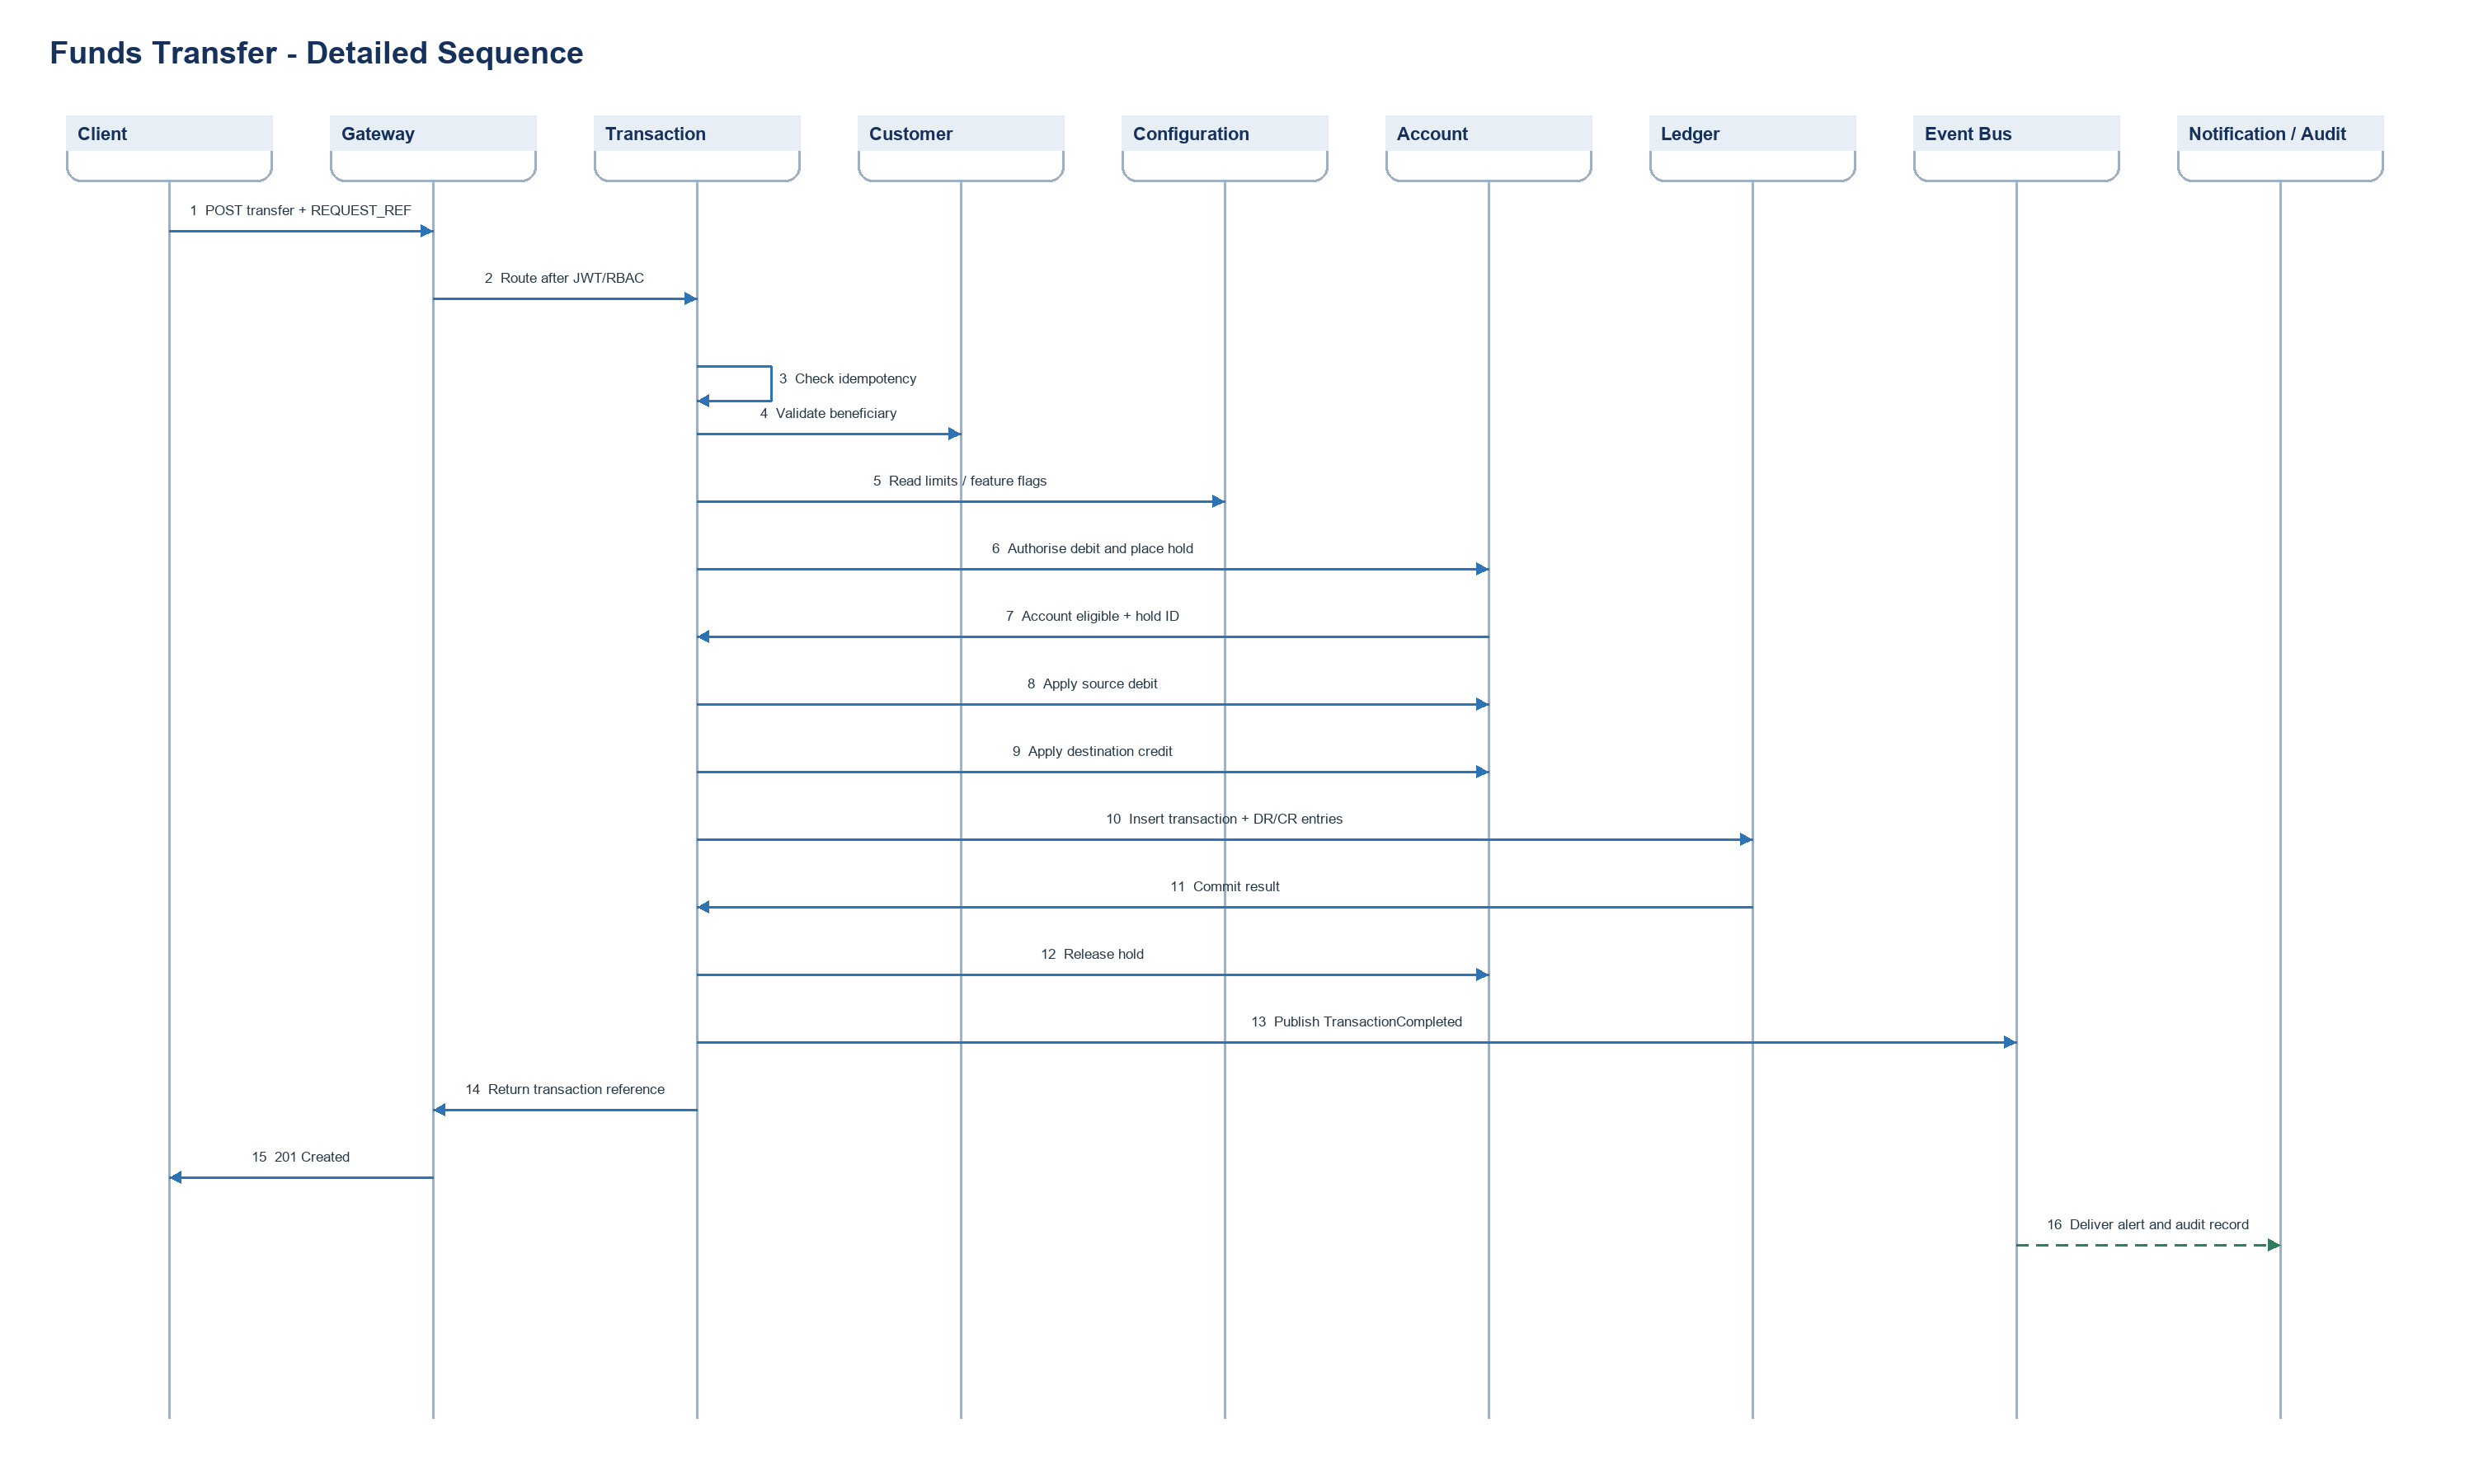 Funds Transfer - Detailed Sequence
Client
Gateway
Transaction
Customer
Configuration
Account
Ledger
Event Bus
Notification / Audit
1 POST transfer + REQUEST_REF
2 Route after JWT/RBAC
3 Check idempotency
4 Validate beneficiary
5 Read limits / feature flags
6 Authorise debit and place hold
7 Account eligible + hold ID
8 Apply source debit
9 Apply destination credit
10 Insert transaction + DR/CR entries
11 Commit result
12 Release hold
13 Publish TransactionCompleted
14 Return transaction reference
15 201 Created
16 Deliver alert and audit record